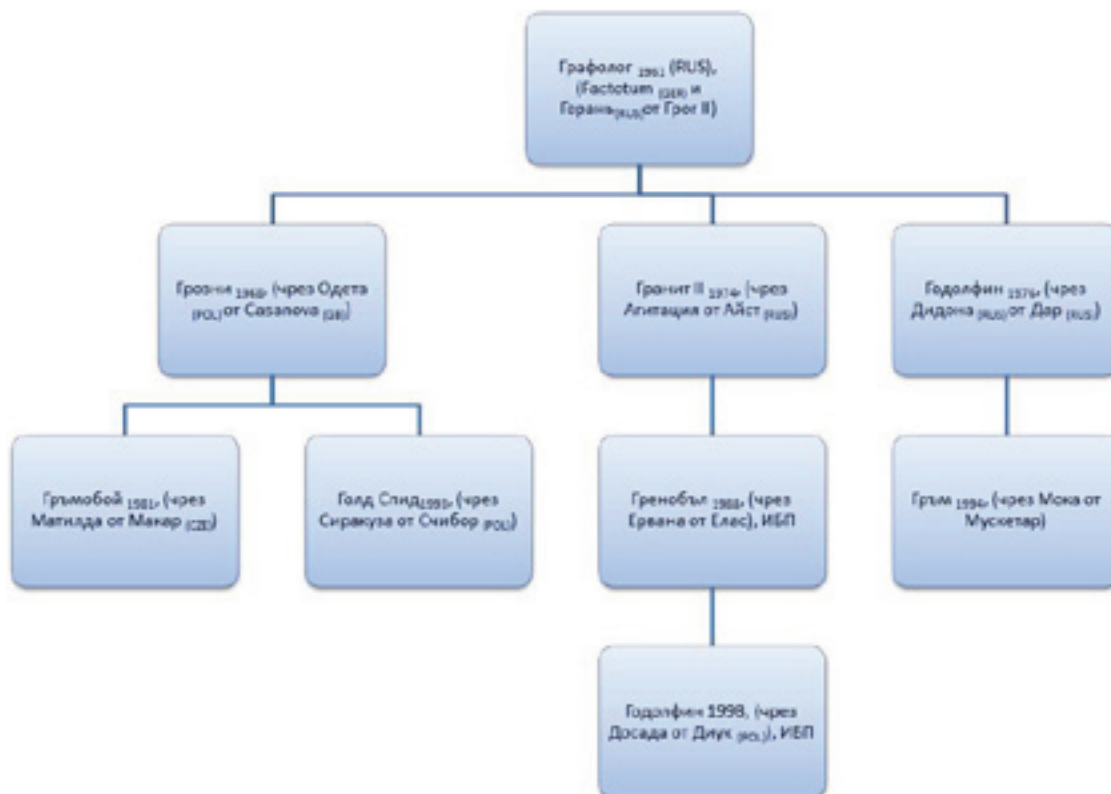 Графолог 1961 (RUS),
(Factotum (GER) и
Горань(RUS) от Грог II)
Грозни 1968, (чрез Одета
(POL) от Casanova (GB))
Гранит II 1974, (чрез
Агитация от Айст (RUS))
Годолфин 1976, (чрез
Дидона (RUS) от Дар (RUS)
Гръмобой 1981, (чрез
Матилда от Макар (CZE))
Голд Спид, (чрез
Сиракуза от Счибор (POL))
Гренобъл 1988, (чрез
Ервана от Елас), ИБП
Гръм 1994, (чрез Мока от
Мускетар)
Годолфин 1998, (чрез
Досада от Диук (POL)), ИБП